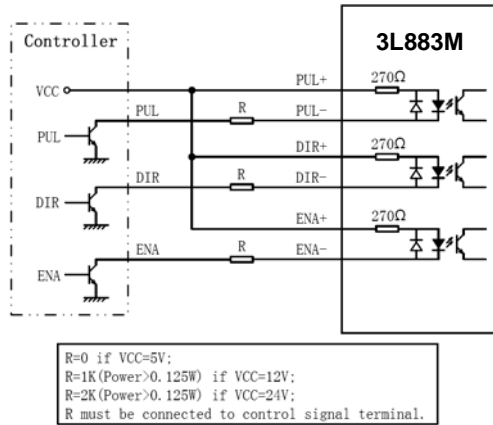 Controller
3L883M
VCC
PUL+
270Ω
PUL
R
PUL-
PUL
DIR+
270Ω
DIR
R
DIR-
DIR
ENA+
270Ω
ENA
R
ENA-
ENA
R=0 if VCC=5V;
R=1K(Power>0.125W) if VCC=12V;
R=2K(Power>0.125W) if VCC=24V;
R must be connected to control signal terminal.